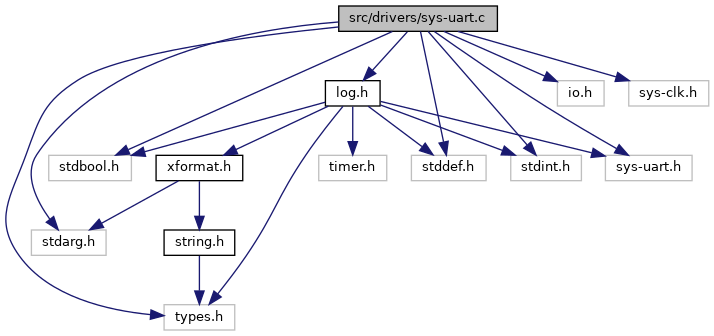 src/drivers/sys-uart.c
log.h
io.h
sys-clk.h
stdbool.h
xformat.h
timer.h
stddef.h
stdint.h
sys-uart.h
stdarg.h
string.h
types.h